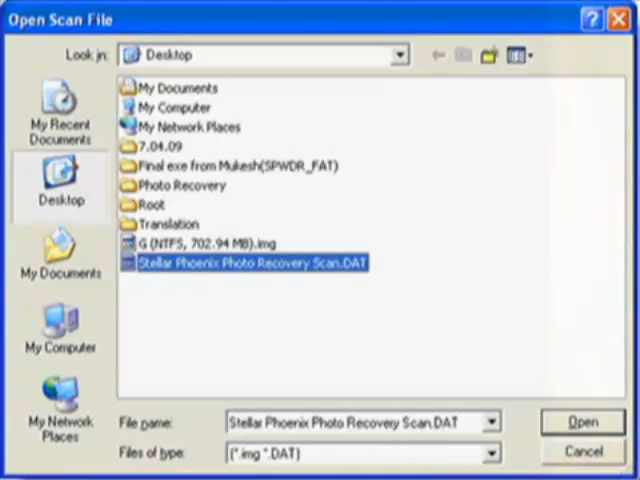 Open Scan File
Look in: Desktop
My Documents
My Computer
My Network Places
7.04.09
Final exe from Mukesh(SPWDR_FAT)
Photo Recovery
Root
Translation
G (NTFS, 702.94 MB).img
Stellar Phoenix Photo Recovery Scan.DAT
My Recent
Documents
Desktop
My Documents
My Computer
My Network
Places
File name: Stellar Phoenix Photo Recovery Scan.DAT Open
Files of type: (*.img *.DAT) Cancel